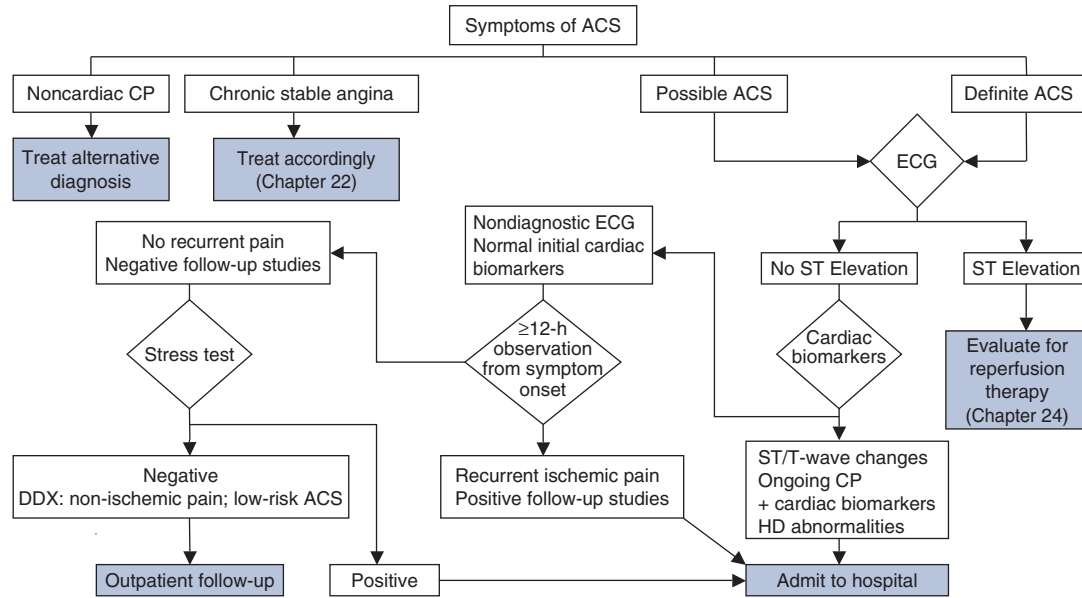 Symptoms of ACS
Noncardiac CP
Chronic stable angina
Possible ACS
Definite ACS
Treat alternative
diagnosis
Treat accordingly
(Chapter 22)
ECG
No recurrent pain
Negative follow-up studies
Nondiagnostic ECG
Normal initial cardiac
biomarkers
No ST Elevation
ST Elevation
Stress test
≥12-h
observation
from symptom
onset
Cardiac
biomarkers
Evaluate for
reperfusion
therapy
(Chapter 24)
Negative
DDX: non-ischemic pain; low-risk ACS
Recurrent ischemic pain
Positive follow-up studies
ST/T-wave changes
Ongoing CP
+ cardiac biomarkers
HD abnormalities
Outpatient follow-up
Positive
Admit to hospital